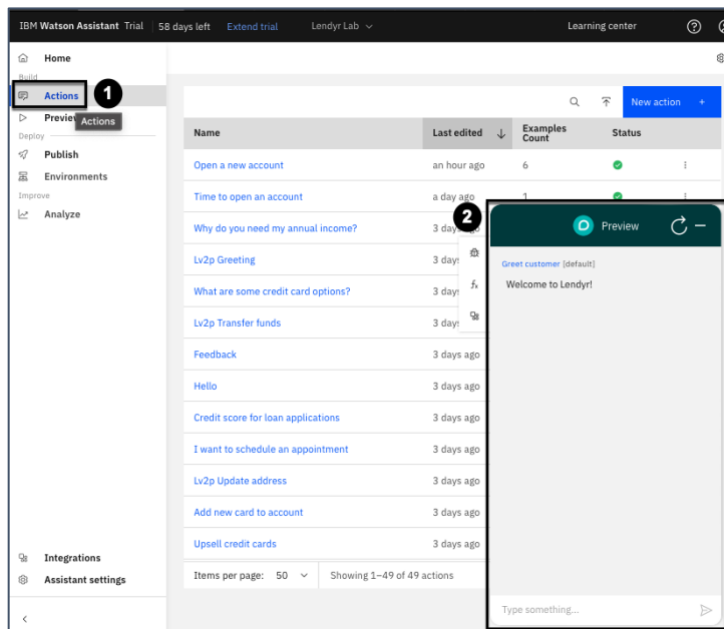 IBM Watson Assistant Trial 58 days left Extend trial Lendyr Lab Learning center
Home
Build
Actions 1
Preview
Actions
Deploy
Publish
Environments
Improve
Analyze
Integrations
Assistant settings
New action +
Name Last edited Examples Count Status
Open a new account an hour ago 6
Time to open an account a day ago 1
Why do you need my annual income? 3 days ago
Lv2p Greeting 3 days
What are some credit card options? 3 days
Lv2p Transfer funds 3 days
Feedback 3 days ago
Hello 3 days ago
Credit score for loan applications 3 days ago
I want to schedule an appointment 3 days ago
Lv2p Update address 3 days ago
Add new card to account 3 days ago
Upsell credit cards 3 days ago
Items per page: 50 Showing 1–49 of 49 actions
2
Preview
Greet customer [default]
Welcome to Lendyr!
Type something...